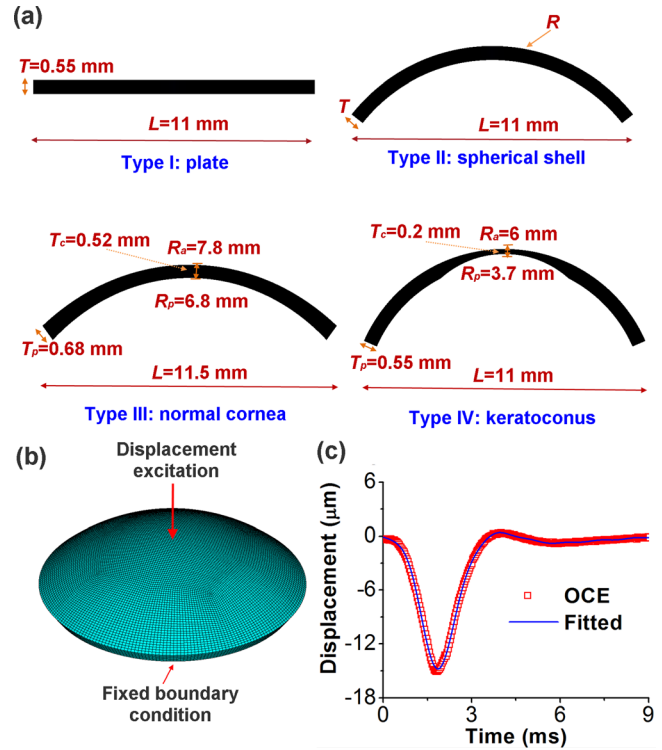 (a)
T=0.55 mm
L=11 mm
Type I: plate
R
T
L=11 mm
Type II: spherical shell
Tc=0.52 mm
Ra=7.8 mm
Rp=6.8 mm
Tp=0.68 mm
L=11.5 mm
Type III: normal cornea
Tc=0.2 mm
Ra=6 mm
Rp=3.7 mm
Tp=0.55 mm
L=11 mm
Type IV: keratoconus
(b)
Displacement
excitation
Fixed boundary
condition
(c)
Displacement (μm)
6
0
-6
-12
-18
OCE
Fitted
0 3 6 9
Time (ms)